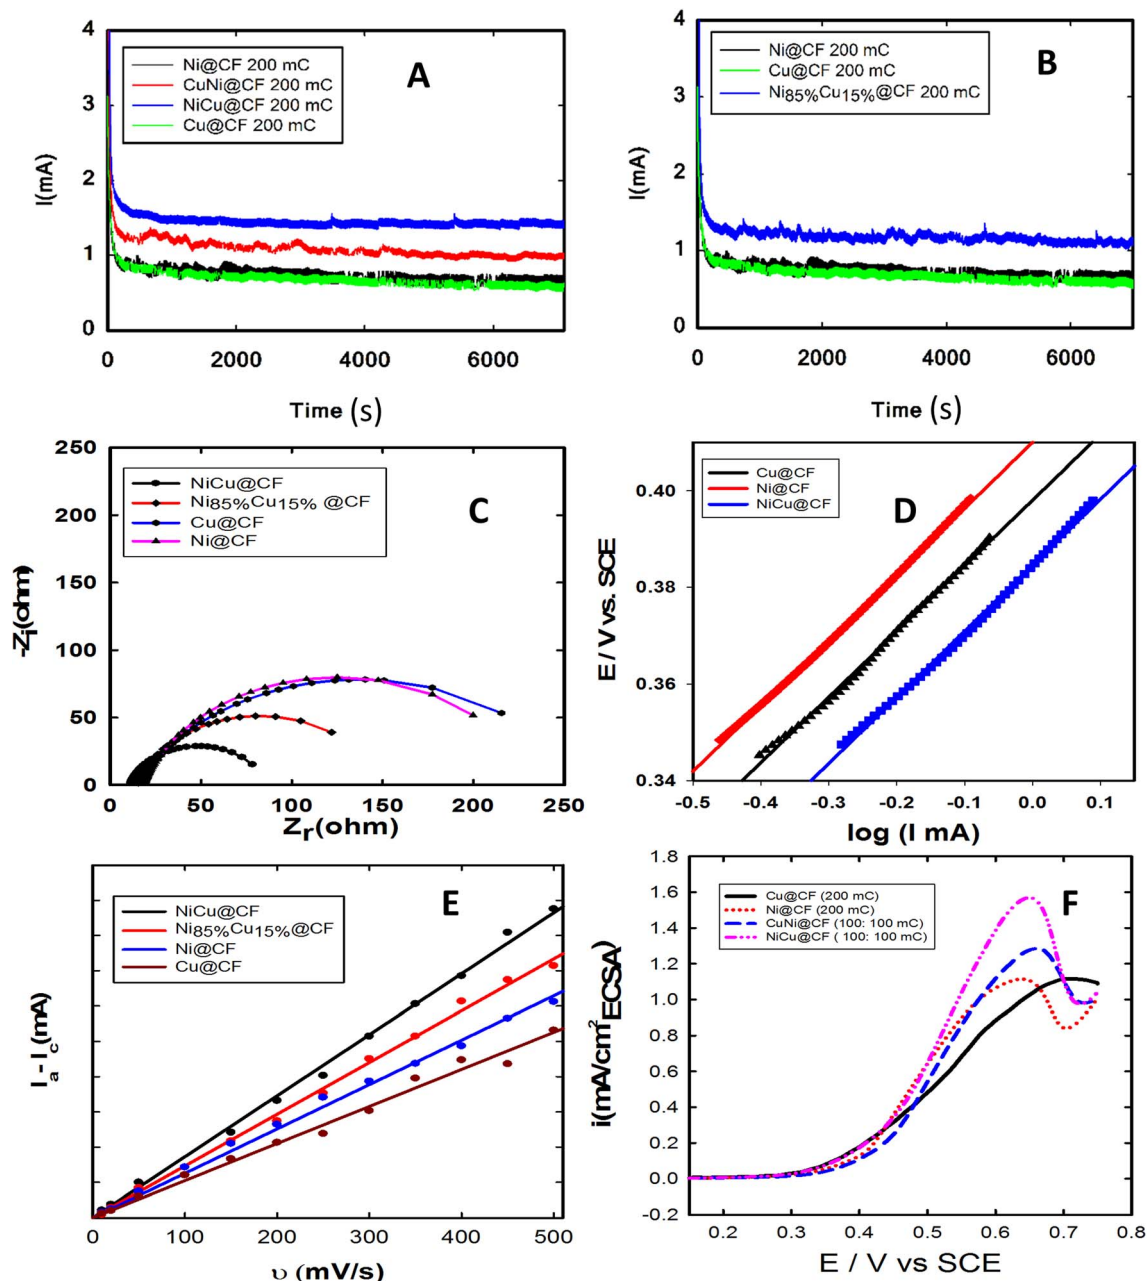 A
Ni@CF 200 mC
CuNi@CF 200 mC
NiCu@CF 200 mC
Cu@CF 200 mC
4
3
2
1
0
I(mA)
0 2000 4000 6000
Time (s)
B
Ni@CF 200 mC
Cu@CF 200 mC
Ni85%Cu15%@CF 200 mC
4
3
2
1
0
I(mA)
0 2000 4000 6000
Time (s)
C
NiCu@CF
Ni85%Cu15% @CF
Cu@CF
Ni@CF
-250
-200
-150
-100
-50
0
-Zi(ohm)
0 50 100 150 200 250
Zr(ohm)
D
Cu@CF
Ni@CF
NiCu@CF
0.40
0.38
0.36
0.34
E / V vs. SCE
-0.5 -0.4 -0.3 -0.2 -0.1 0.0 0.1
log (I mA)
E
NiCu@CF
Ni85%Cu15%@CF
Ni@CF
Cu@CF
Ia - Ic(mA)
0 100 200 300 400 500
υ (mV/s)
F
Cu@CF (200 mC)
Ni@CF (200 mC)
CuNi@CF (100: 100 mC)
NiCu@CF ( 100: 100 mC)
1.8
1.6
1.4
1.2
1.0
0.8
0.6
0.4
0.2
0.0
-0.2
i(mA/cm2ECSA)
0.2 0.3 0.4 0.5 0.6 0.7 0.8
E / V vs SCE